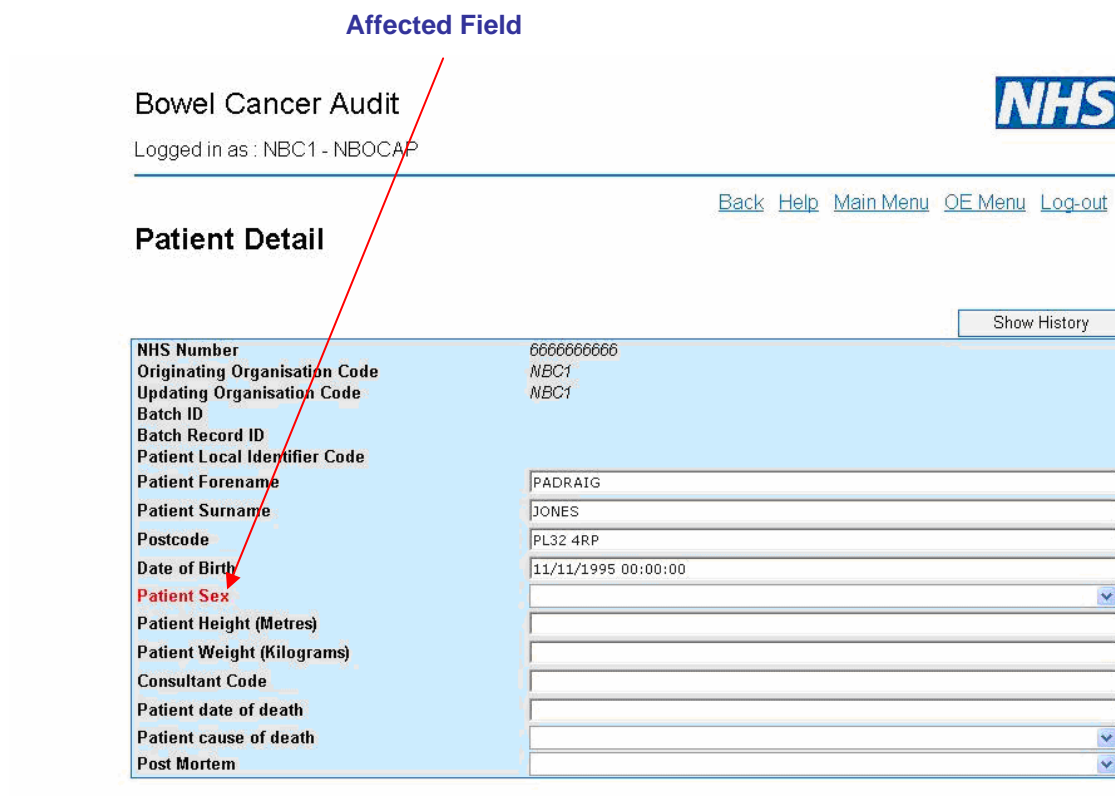 Affected Field
Bowel Cancer Audit
NHS
Logged in as : NBC1 - NBOCAP
Back Help Main Menu OE Menu Log-out
Patient Detail
Show History
NHS Number 6666666666
Originating Organisation Code NBC1
Updating Organisation Code NBC1
Batch ID
Batch Record ID
Patient Local Identifier Code
Patient Forename PADRAIG
Patient Surname JONES
Postcode PL32 4RP
Date of Birth 11/11/1995 00:00:00
Patient Sex
Patient Height (Metres)
Patient Weight (Kilograms)
Consultant Code
Patient date of death
Patient cause of death
Post Mortem